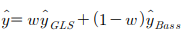 ŷ = wŷ_GLS + (1 − w)ŷ_Bass